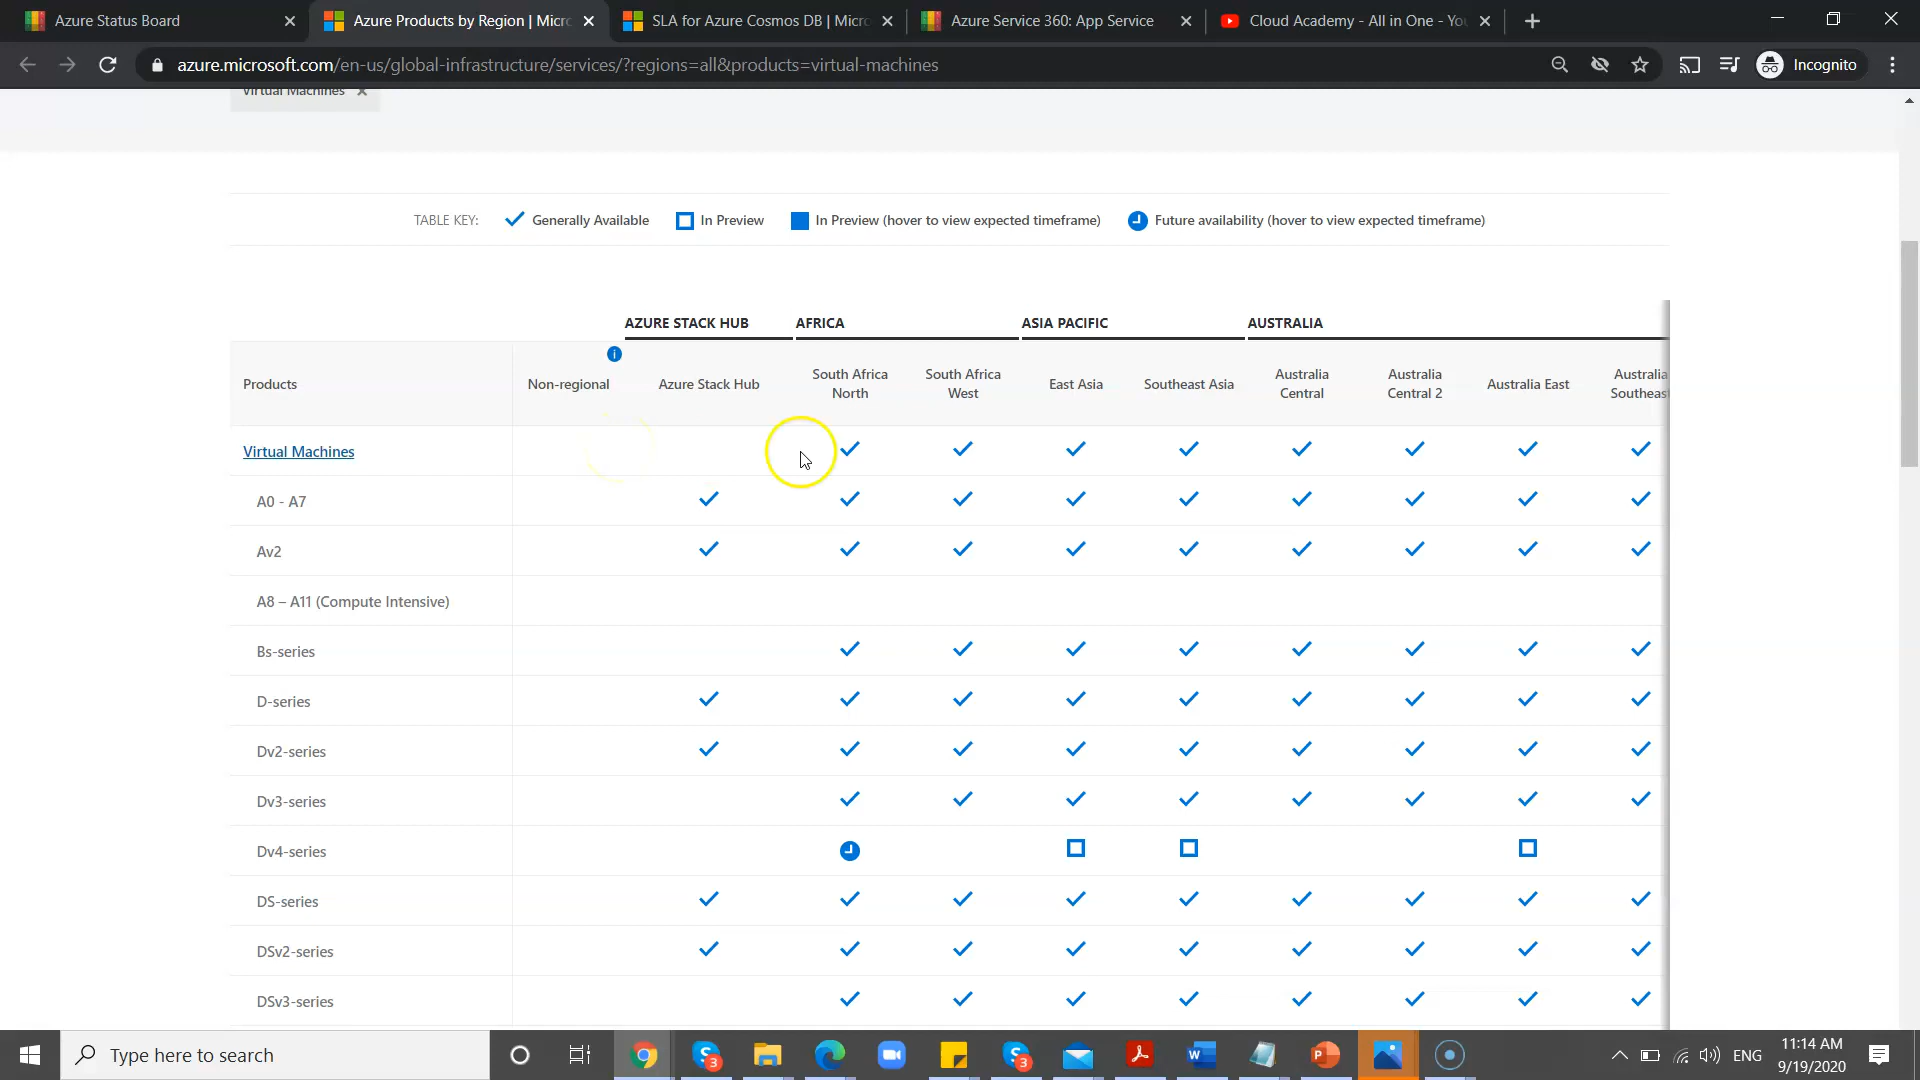 Azure Status Board
Azure Products by Region | Micro
SLA for Azure Cosmos DB | Micro
Azure Service 360: App Service
Cloud Academy - All in One - Yo
azure.microsoft.com/en-us/global-infrastructure/services/?regions=all&products=virtual-machines
Incognito
Virtual Machines
TABLE KEY:
Generally Available
In Preview
In Preview (hover to view expected timeframe)
Future availability (hover to view expected timeframe)
AZURE STACK HUB
AFRICA
ASIA PACIFIC
AUSTRALIA
Products
Non-regional
Azure Stack Hub
South Africa
North
South Africa
West
East Asia
Southeast Asia
Australia
Central
Australia
Central 2
Australia East
Australia
Southeast
Virtual Machines
A0 - A7
Av2
A8 – A11 (Compute Intensive)
Bs-series
D-series
Dv2-series
Dv3-series
Dv4-series
DS-series
DSv2-series
DSv3-series
Type here to search
3
3
ENG
11:14 AM
9/19/2020